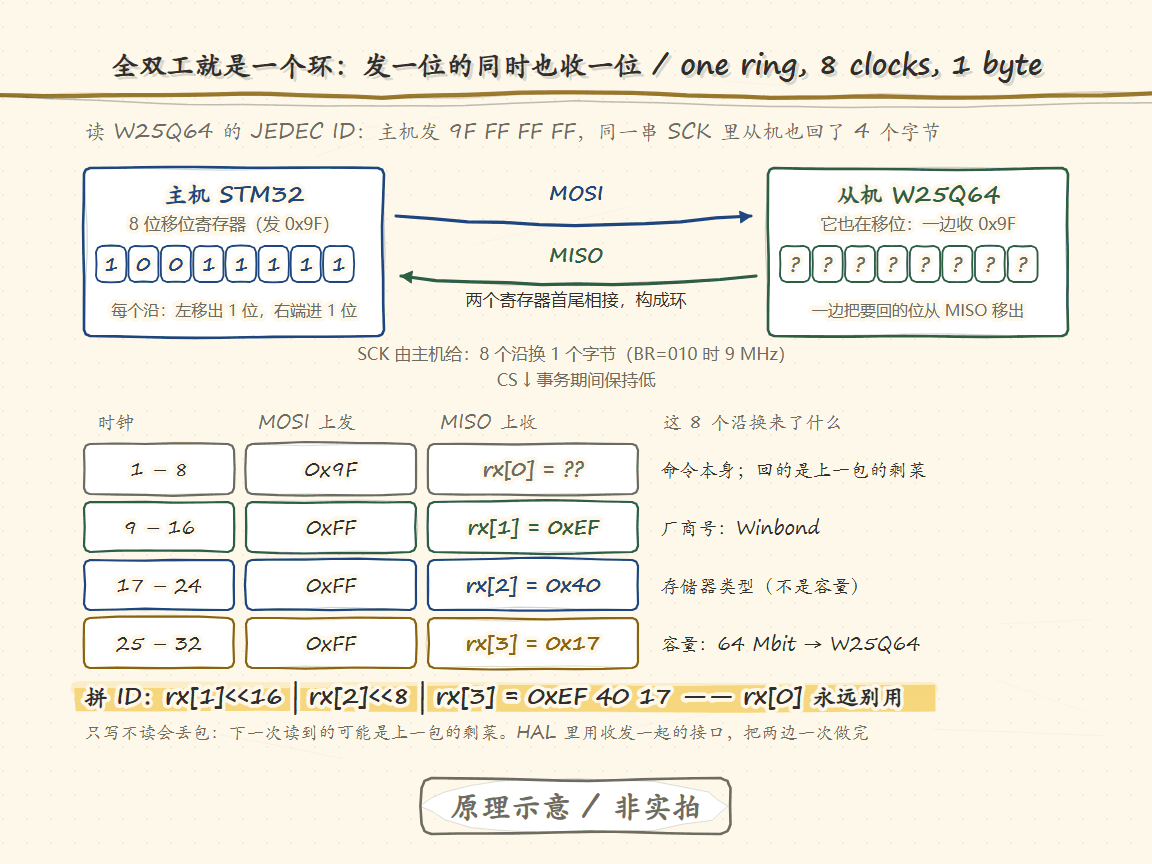 全双工就是一个环：发一位的同时也收一位 / one ring, 8 clocks, 1 byte
读 W25Q64 的 JEDEC ID：主机发 9F FF FF FF，同一串 SCK 里从机也回了 4 个字节
主机 STM32
8 位移位寄存器（发 0x9F）
1 0 0 1 1 1 1 1
每个沿：左移出 1 位，右端进 1 位
MOSI
MISO
两个寄存器首尾相接，构成环
从机 W25Q64
它也在移位：一边收 0x9F
? ? ? ? ? ? ? ?
一边把要回的位从 MISO 移出
SCK 由主机给：8 个沿换 1 个字节（BR=010 时 9 MHz）
CS↓事务期间保持低
时钟 MOSI 上发 MISO 上收 这 8 个沿换来了什么
1 – 8 0x9F rx[0] = ?? 命令本身；回的是上一包的剩菜
9 – 16 0xFF rx[1] = 0xEF 厂商号：Winbond
17 – 24 0xFF rx[2] = 0x40 存储器类型（不是容量）
25 – 32 0xFF rx[3] = 0x17 容量：64 Mbit → W25Q64
拼 ID：rx[1]<<16 | rx[2]<<8 | rx[3] = 0xEF 40 17 —— rx[0] 永远别用
只写不读会丢包：下一次读到的可能是上一包的剩菜。HAL 里用收发一起的接口，把两边一次做完
原理示意 / 非实拍